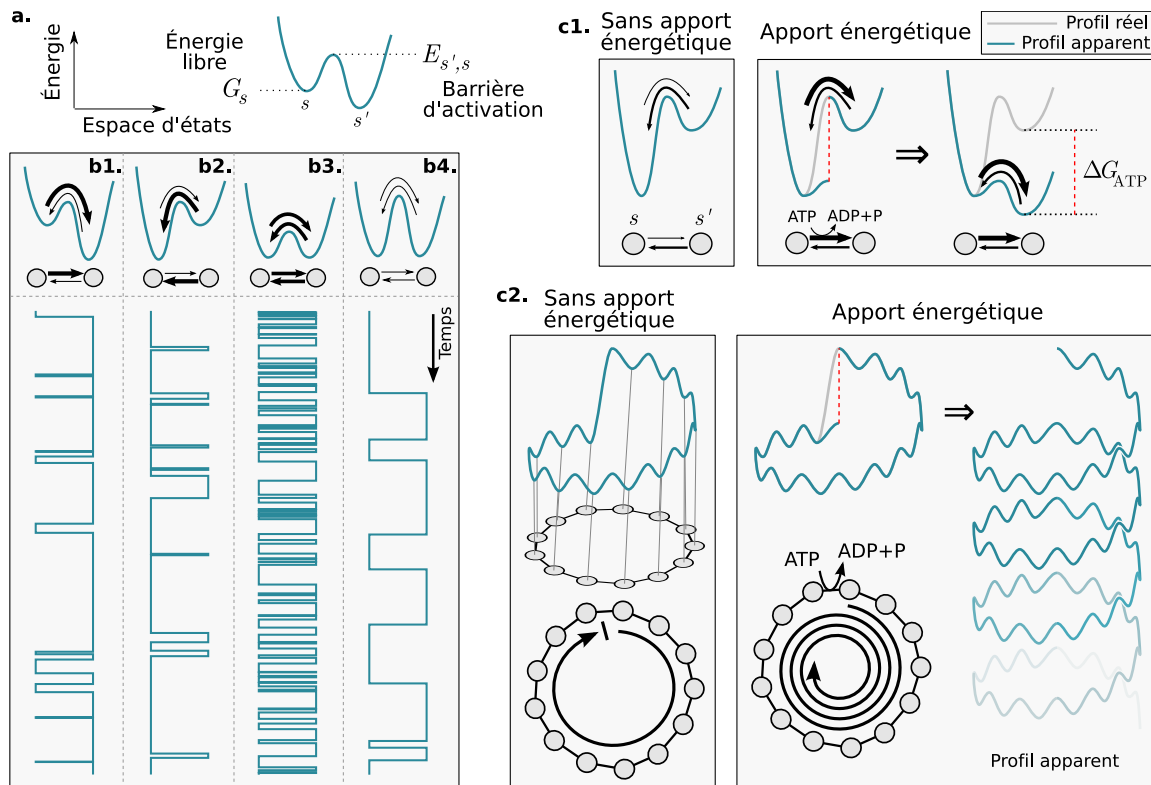 a.
Énergie
Espace d'états
Énergie
libre
G_s
s
s'
E_{s',s}
Barrière
d'activation
b1.
b2.
b3.
b4.
Temps
c1.
Sans apport
énergétique
Apport énergétique
Profil réel
Profil apparent
s
s'
ATP
ADP+P
⇒
ΔG_ATP
c2.
Sans apport
énergétique
Apport énergétique
⇒
ATP
ADP+P
Profil apparent